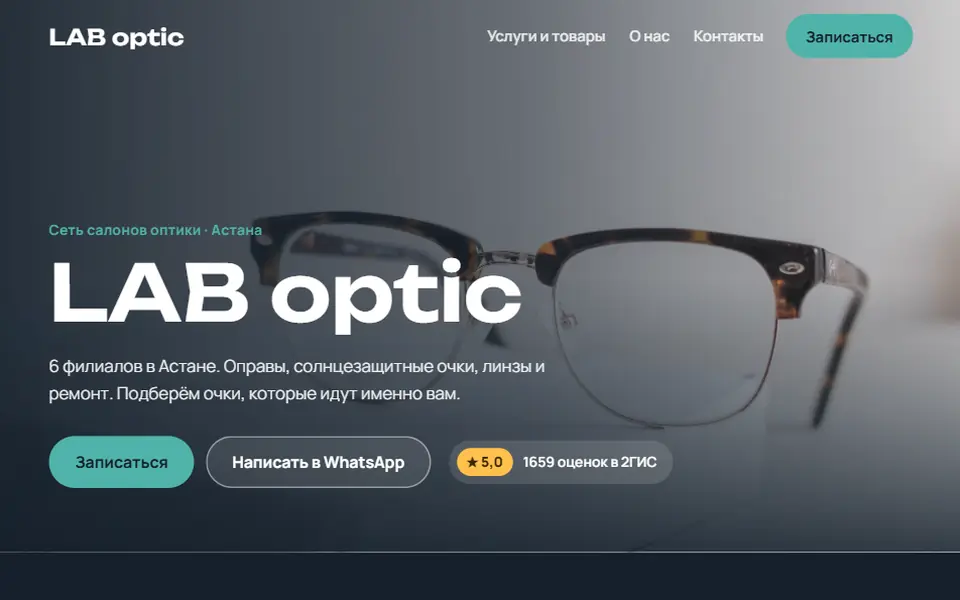 LAB optic
Услуги и товары
О нас
Контакты
Записаться
Сеть салонов оптики · Астана
LAB optic
6 филиалов в Астане. Оправы, солнцезащитные очки, линзы и
ремонт. Подберём очки, которые идут именно вам.
Записаться
Написать в WhatsApp
★ 5,0
1659 оценок в 2ГИС